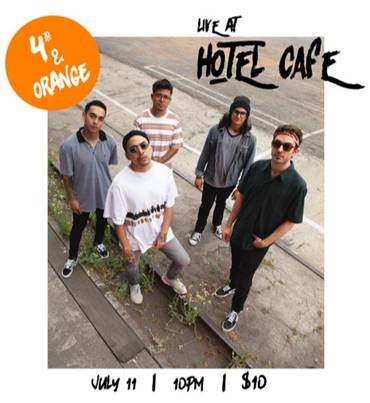 4th
&
ORANGE
LIVE AT
HOTEL CAFE
JULY 11 | 10PM | $10